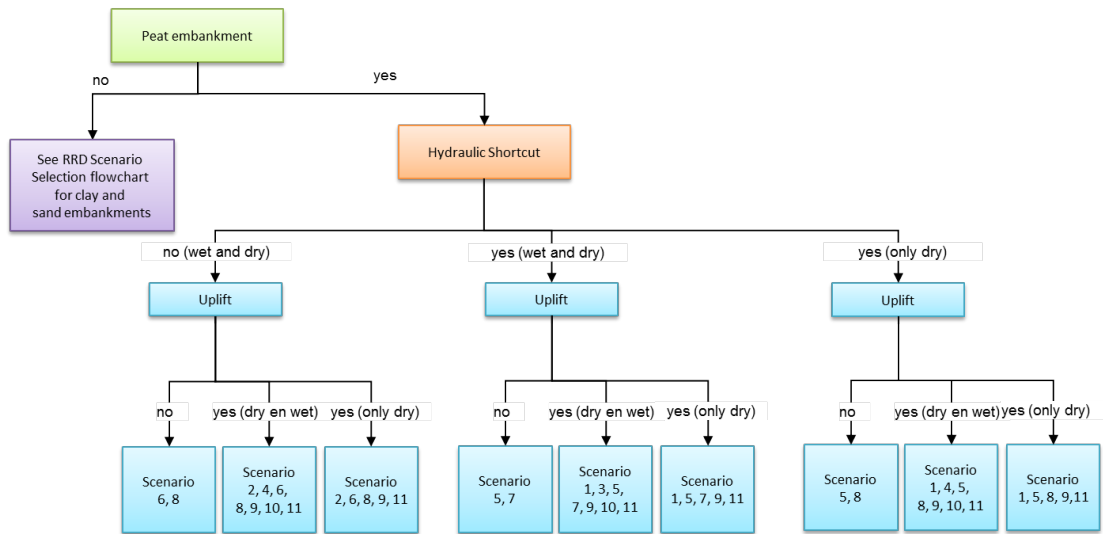 Peat embankment
no
yes
See RRD Scenario
Selection flowchart
for clay and
sand embankments
Hydraulic Shortcut
no (wet and dry)
yes (wet and dry)
yes (only dry)
Uplift
Uplift
Uplift
no
yes (dry en wet)
yes (only dry)
no
yes (dry en wet)
yes (only dry)
no
yes (dry en wet)
yes (only dry)
Scenario
6, 8
Scenario
2, 4, 6,
8, 9, 10, 11
Scenario
2, 6, 8, 9, 11
Scenario
5, 7
Scenario
1, 3, 5,
7, 9, 10, 11
Scenario
1, 5, 7, 9, 11
Scenario
5, 8
Scenario
1, 4, 5,
8, 9, 10, 11
Scenario
1, 5, 8, 9,11